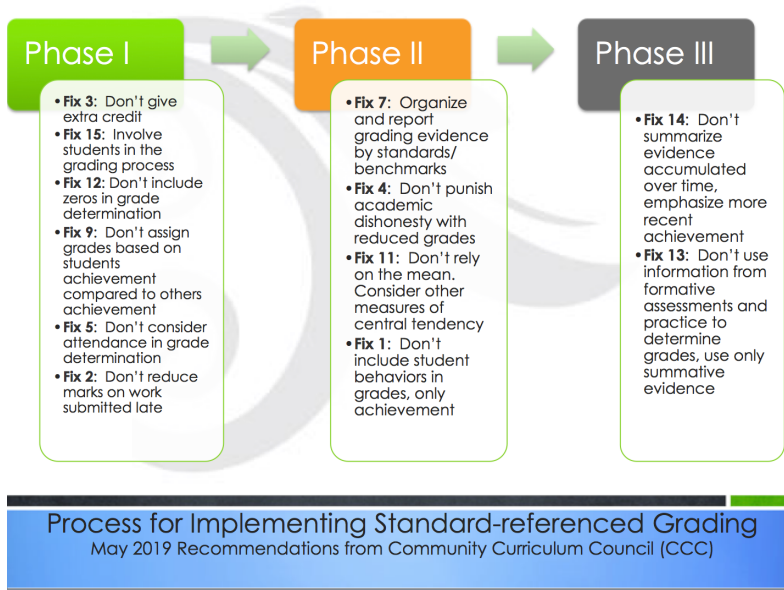 Phase I
• Fix 3: Don't give
extra credit
• Fix 15: Involve
students in the
grading process
• Fix 12: Don't include
zeros in grade
determination
• Fix 9: Don't assign
grades based on
students
achievement
compared to others
achievement
• Fix 5: Don't consider
attendance in grade
determination
• Fix 2: Don't reduce
marks on work
submitted late
Phase II
• Fix 7: Organize
and report
grading evidence
by standards/
benchmarks
• Fix 4: Don't punish
academic
dishonesty with
reduced grades
• Fix 11: Don't rely
on the mean.
Consider other
measures of
central tendency
• Fix 1: Don't
include student
behaviors in
grades, only
achievement
Phase III
• Fix 14: Don't
summarize
evidence
accumulated
over time,
emphasize more
recent
achievement
• Fix 13: Don't use
information from
formative
assessments and
practice to
determine
grades, use only
summative
evidence
Process for Implementing Standard-referenced Grading
May 2019 Recommendations from Community Curriculum Council (CCC)